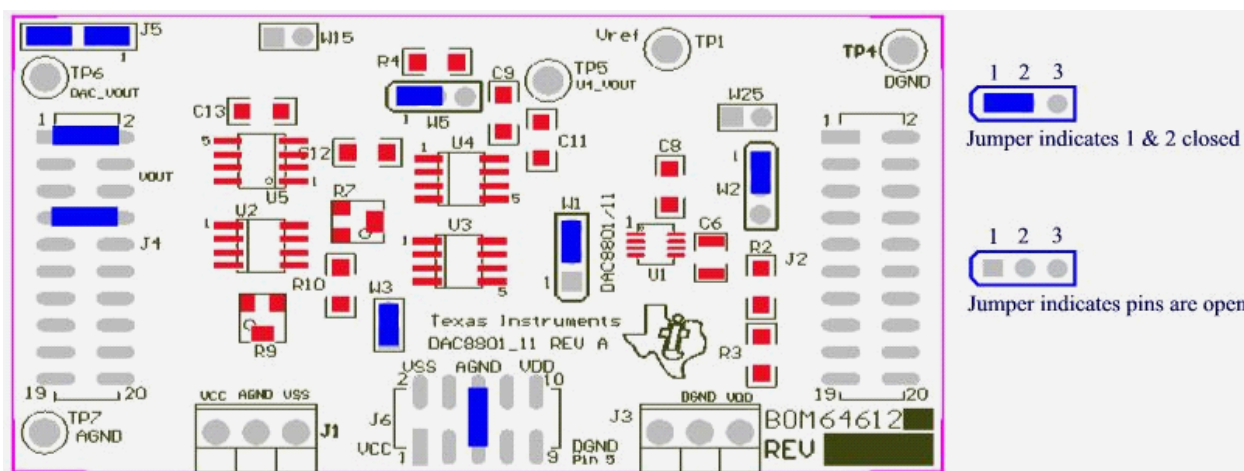 J5
1
W15
Vref
TP1
TP4
DGND
TP6
DAC_VOUT
R4
C9
TP5
U4_VOUT
1 2 3
Jumper indicates 1 & 2 closed
C13
1
W5
W25
1 2
1 2
5
1
U5
C12
U4
5
C11
C8
1
W2
VOUT
R7
W1
U2
1
U3
1
5
1
DAC8801/11
1
U1
C6
R2
J2
J4
1 2 3
Jumper indicates pins are open
R10
W3
R9
Texas Instruments
DAC8801_11 REV A
R3
19 20
VSS AGND VDD
2 10
19 20
TP7
AGND
VCC AGND VSS
J1
J6
VCC
1 9
DGND
Pin 5
J3
DGND VDD
BOM64612
REV